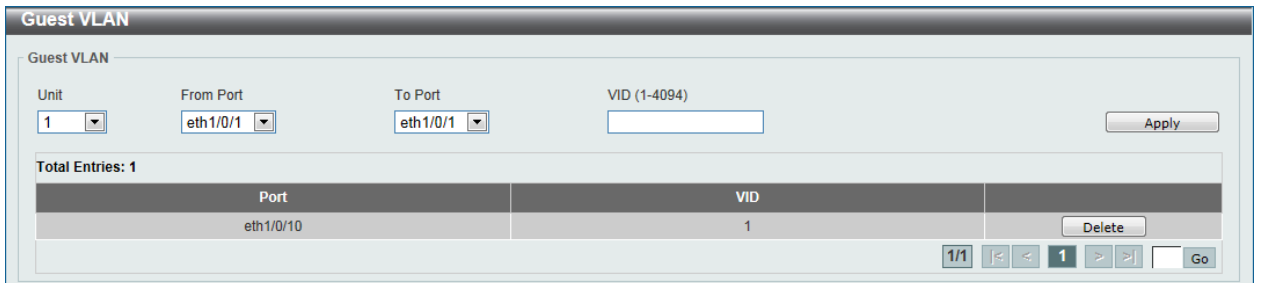 Guest VLAN
Guest VLAN
Unit From Port To Port VID (1-4094)
1 eth1/0/1 eth1/0/1 Apply
Total Entries: 1
Port VID
eth1/0/10 1 Delete
1/1 |< < 1 > >| Go